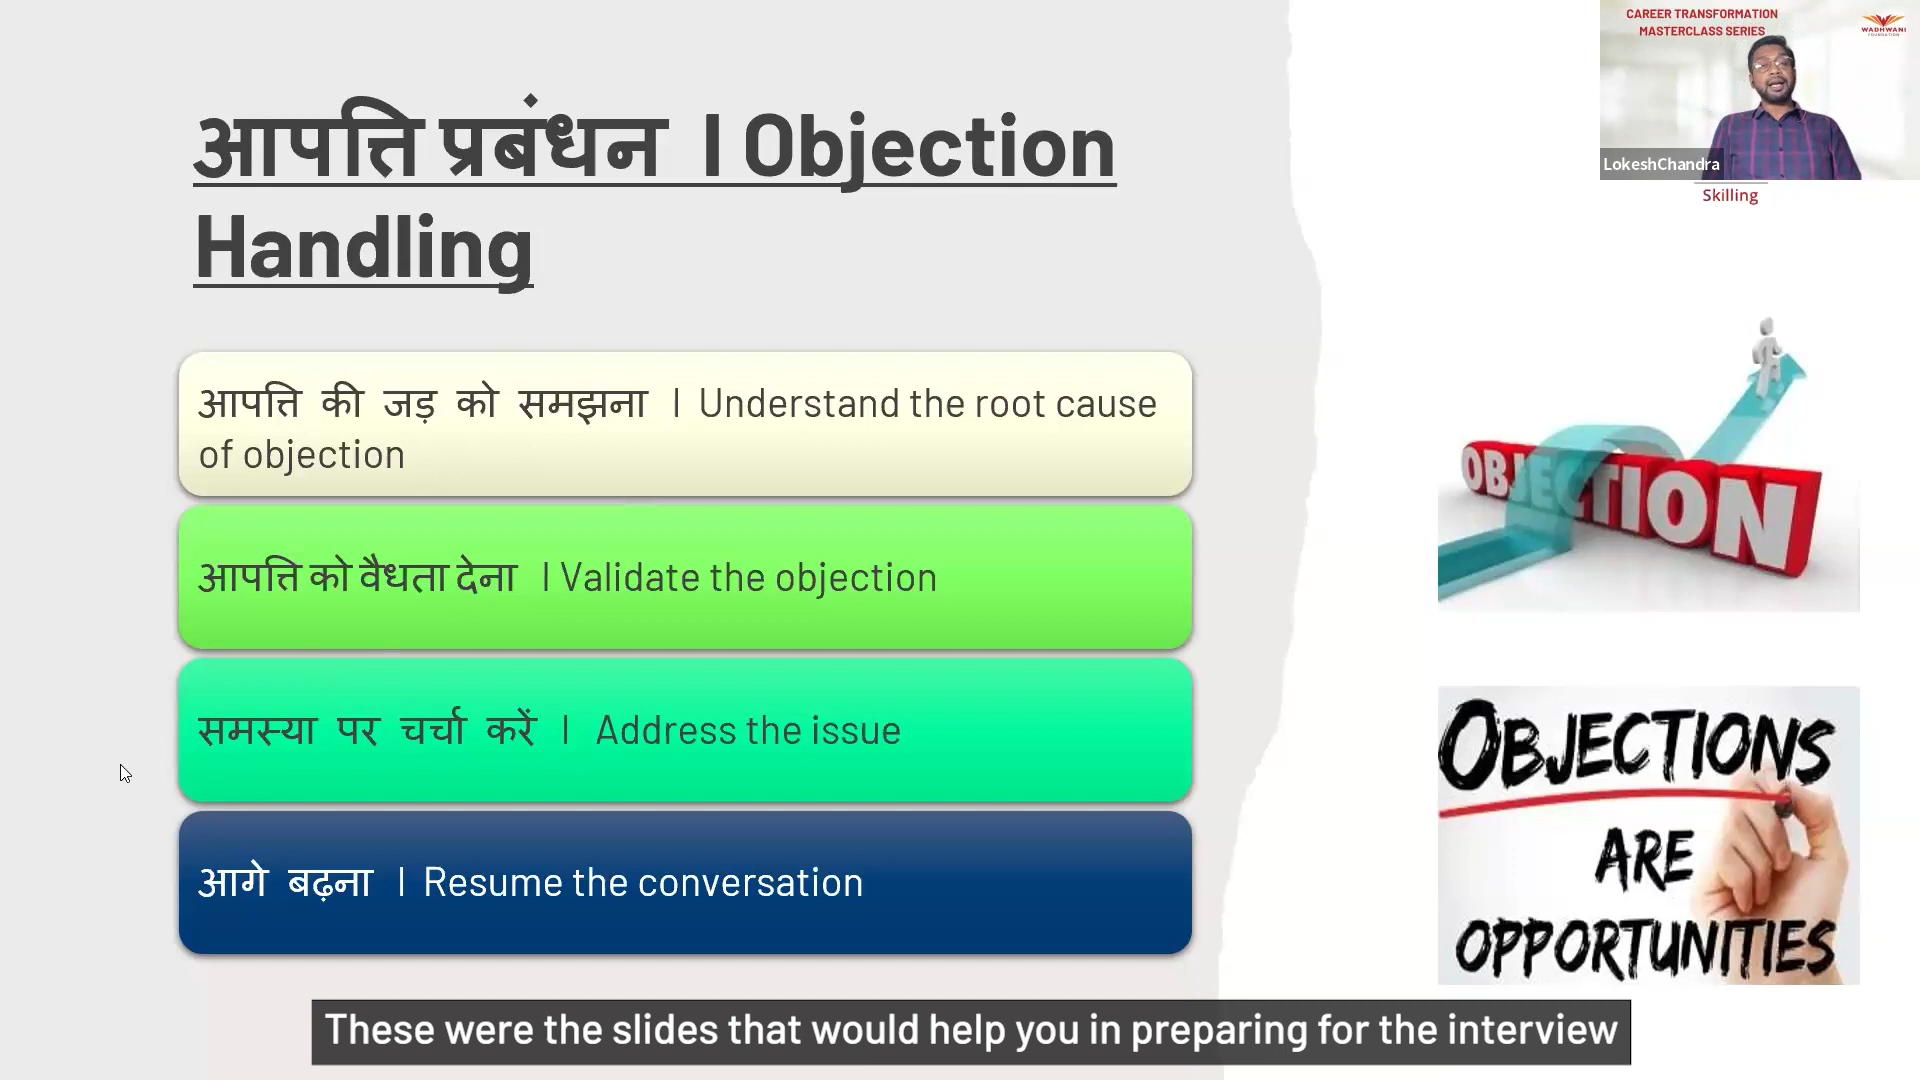 आपत्ति प्रबंधन I Objection
Handling
आपत्ति की जड़ को समझना I Understand the root cause
of objection
आपत्ति को वैधता देना I Validate the objection
समस्या पर चर्चा करें I Address the issue
आगे बढ़ना I Resume the conversation
CAREER TRANSFORMATION
MASTERCLASS SERIES
WADHWANI
FOUNDATION
LokeshChandra
Skilling
OBJECTION
OBJECTIONS
ARE
OPPORTUNITIES
These were the slides that would help you in preparing for the interview